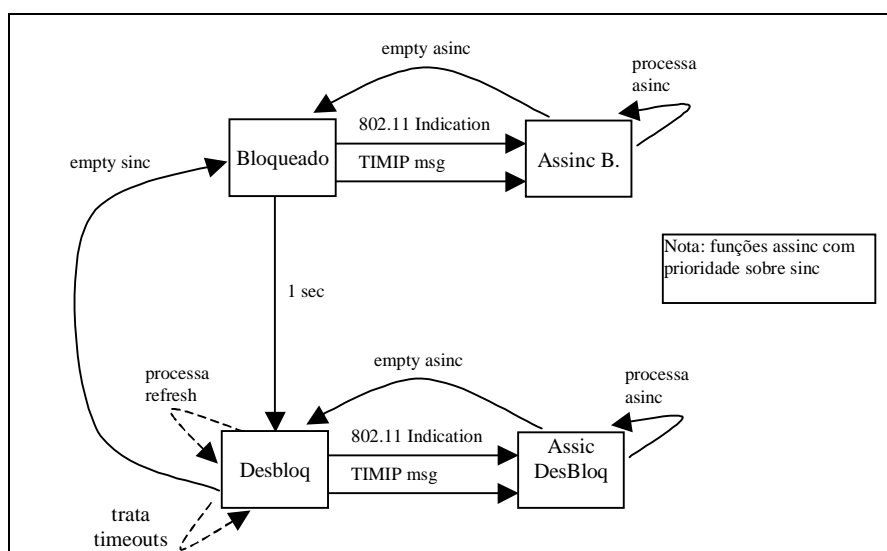 empty asinc
processa
asinc
802.11 Indication
empty sinc
Bloqueado
Assinc B.
TIMIP msg
Nota: funções assinc com
prioridade sobre sinc
1 sec
empty asinc
processa
refresh
processa
asinc
802.11 Indication
Desbloq
Assic
DesBloq
TIMIP msg
trata
timeouts